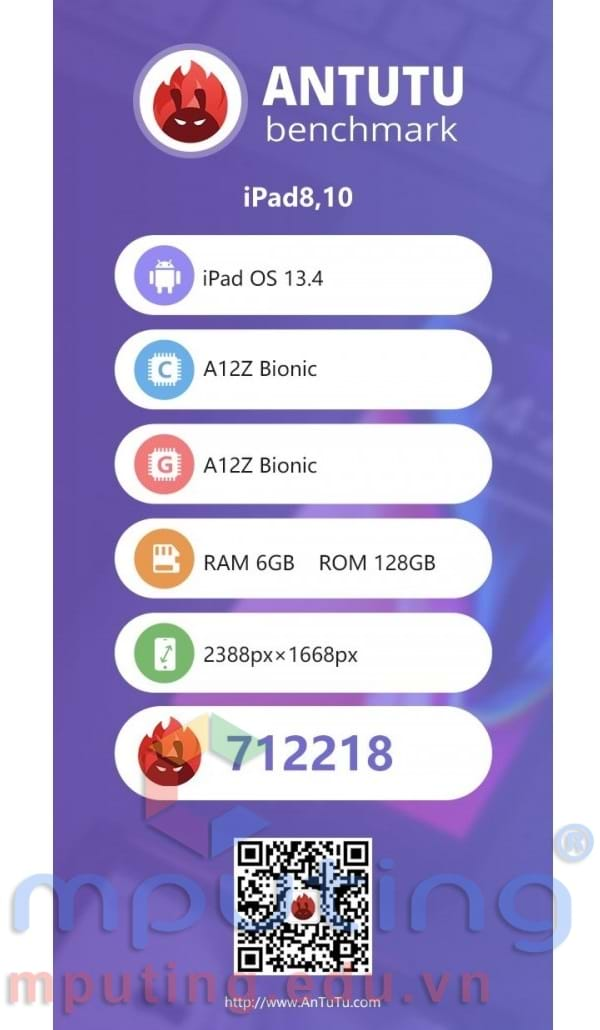 ANTUTU
benchmark
iPad8,10
iPad OS 13.4
C
A12Z Bionic
G
A12Z Bionic
RAM 6GB ROM 128GB
2388px×1668px
712218
mputing®
mputing.edu.vn
http://www.AnTuTu.com